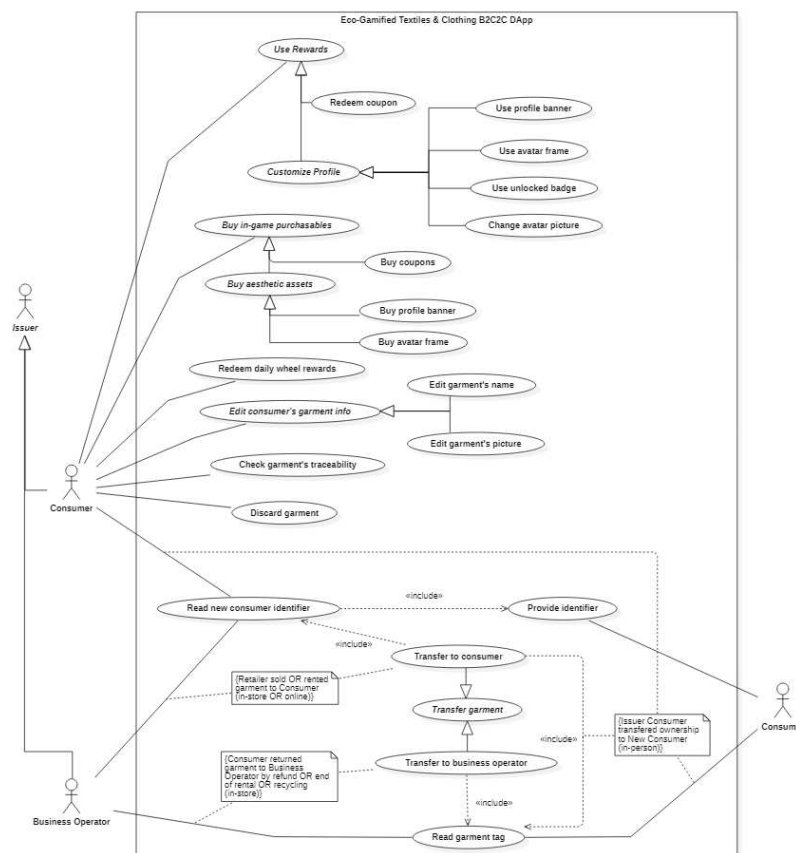 Eco-Gamified Textiles & Clothing B2C2C DApp
Use Rewards
Redeem coupon
Use profile banner
Use avatar frame
Customize Profile
Use unlocked badge
Change avatar picture
Buy in-game purchasables
Buy coupons
Buy aesthetic assets
Buy profile banner
Issuer
Buy avatar frame
Redeem daily wheel rewards
Edit garment's name
Edit consumer's garment info
Edit garment's picture
Check garment's traceability
Consumer
Discard garment
«include»
Read new consumer identifier
Provide identifier
«include»
Transfer to consumer
{Retailer sold OR rented
garment to Consumer
(in-store OR online)}
Transfer garment
Consum
{Issuer Consumer
transfered ownership
to New Consumer
(in-person)}
«include»
{Consumer returned
garment to Business
Operator by refund OR end
of rental OR recycling
(in-store)}
Transfer to business operator
«include»
Business Operator
Read garment tag